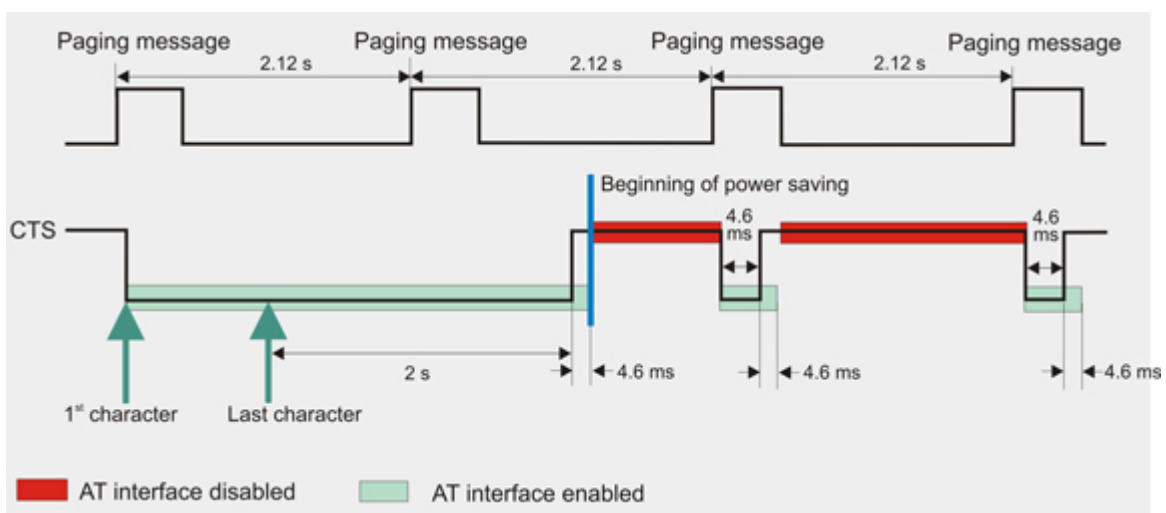 Paging message Paging message Paging message Paging message
2.12 s 2.12 s 2.12 s
Beginning of power saving
CTS
4.6 ms
4.6 ms
2 s
4.6 ms
4.6 ms
4.6 ms
1st character
Last character
AT interface disabled
AT interface enabled